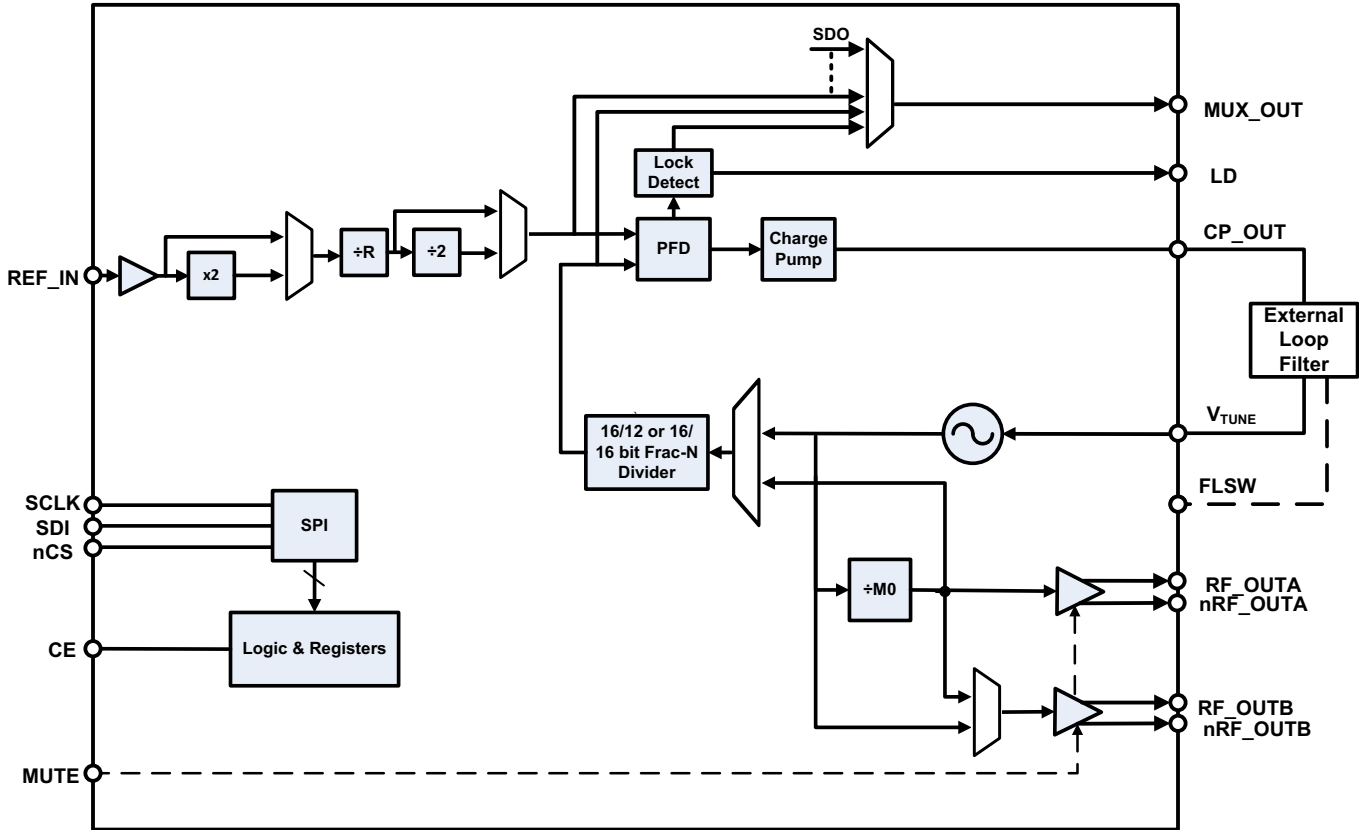 SDO
MUX_OUT
Lock
Detect
LD
PFD
Charge
Pump
CP_OUT
REF_IN
x2
÷R
÷2
External
Loop
Filter
VTUNE
16/12 or 16/
16 bit Frac-N
Divider
FLSW
SCLK
SDI
nCS
SPI
÷M0
RF_OUTA
nRF_OUTA
CE
Logic & Registers
RF_OUTB
nRF_OUTB
MUTE